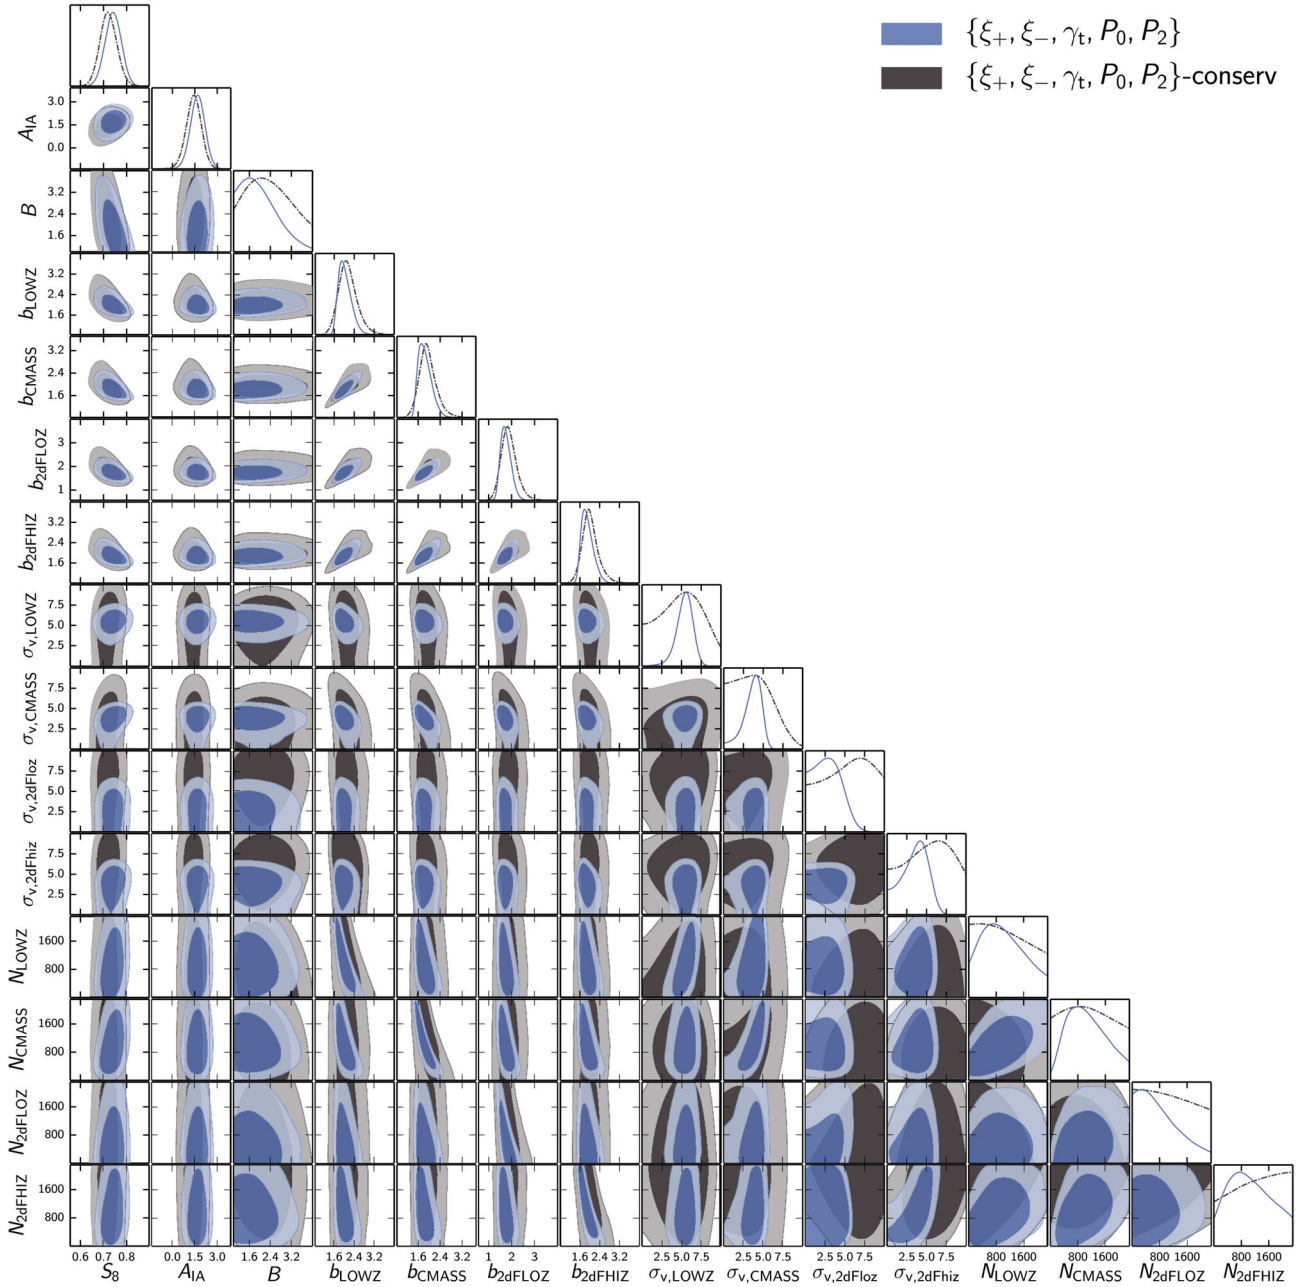 {ξ+, ξ−, γt, P0, P2}
{ξ+, ξ−, γt, P0, P2}-conserv
AIA
3.0
1.5
0.0
B
3.2
2.4
1.6
bLOWZ
3.2
2.4
1.6
bCMASS
3.2
2.4
1.6
b2dFLOZ
3
2
1
b2dFHIZ
3.2
2.4
1.6
σv,LOWZ
7.5
5.0
2.5
σv,CMASS
7.5
5.0
2.5
σv,2dFloz
7.5
5.0
2.5
σv,2dFhiz
7.5
5.0
2.5
NLOWZ
1600
800
NCMASS
1600
800
N2dFLOZ
1600
800
N2dFHIZ
1600
800
0.6 0.7 0.8 0.0 1.5 3.0 1.6 2.4 3.2 1.6 2.4 3.2 1.6 2.4 3.2 1 2 3 1.6 2.4 3.2 2.5 5.0 7.5 2.5 5.0 7.5 2.5 5.0 7.5 2.5 5.0 7.5 800 1600 800 1600 800 1600 800 1600
S8 AIA B bLOWZ bCMASS b2dFLOZ b2dFHIZ σv,LOWZ σv,CMASS σv,2dFloz σv,2dFhiz NLOWZ NCMASS N2dFLOZ N2dFHIZ